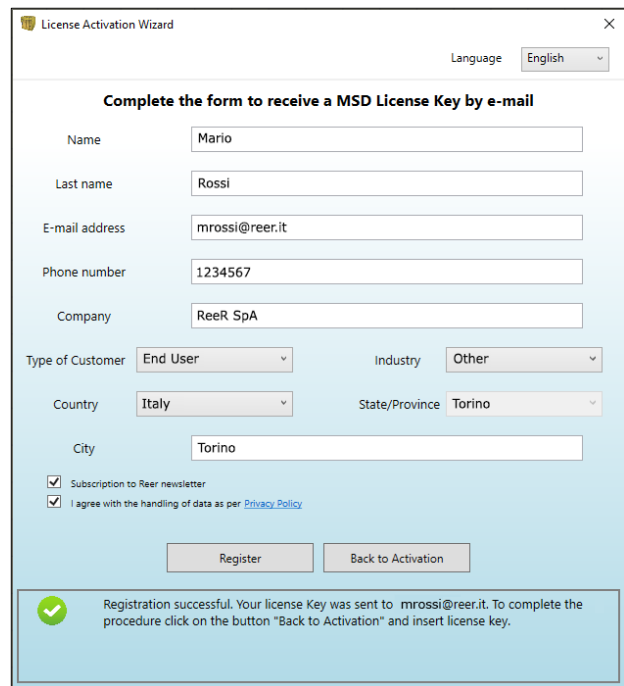 License Activation Wizard
Language English
Complete the form to receive a MSD License Key by e-mail
Name Mario
Last name Rossi
E-mail address mrossi@reer.it
Phone number 1234567
Company ReeR SpA
Type of Customer End User Industry Other
Country Italy State/Province Torino
City Torino
Subscription to Reer newsletter
I agree with the handling of data as per Privacy Policy
Register Back to Activation
Registration successful. Your license Key was sent to mrossi@reer.it. To complete the
procedure click on the button "Back to Activation" and insert license key.